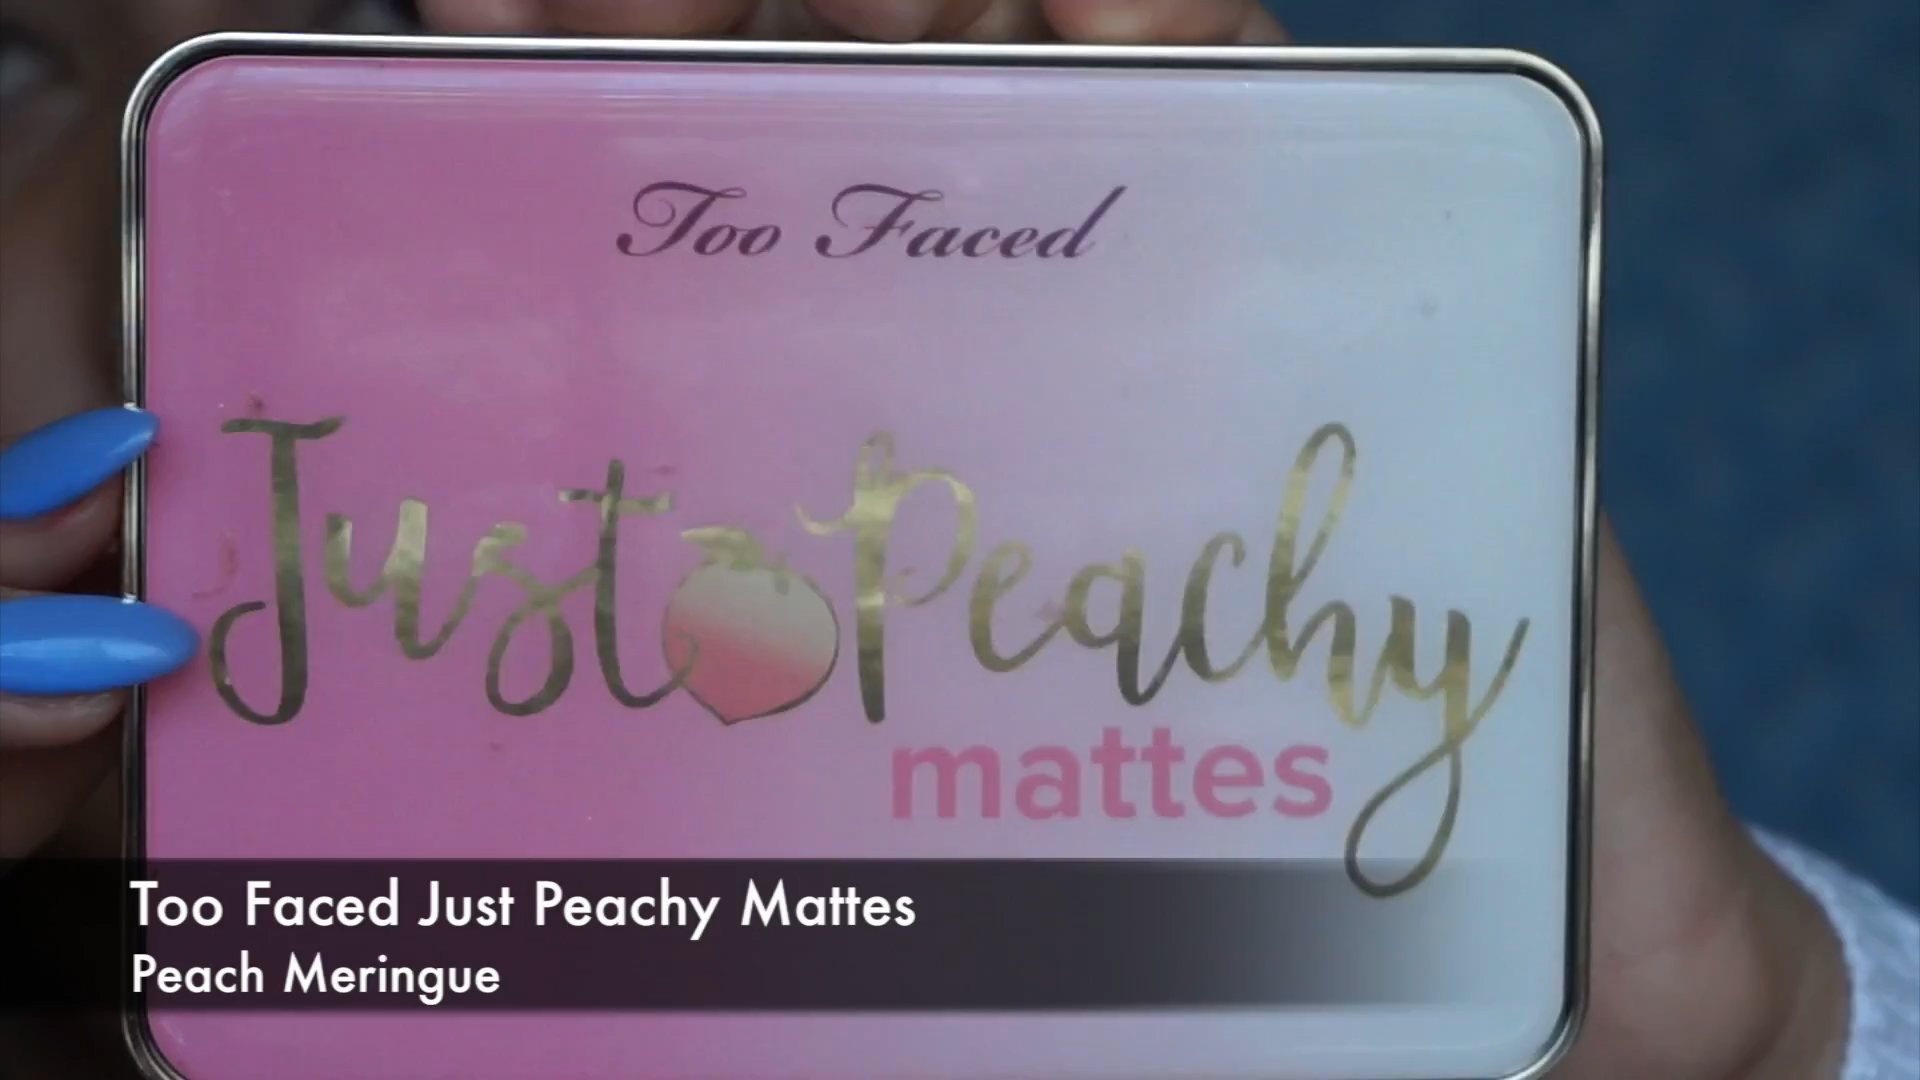 Too Faced
Just Peachy
mattes
Too Faced Just Peachy Mattes
Peach Meringue